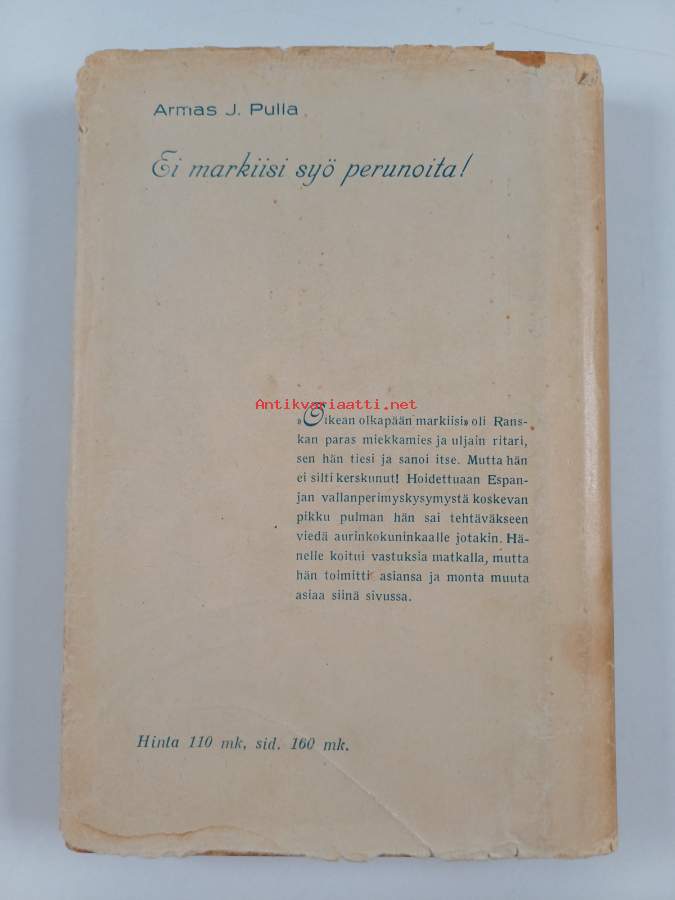 Armas J. Pulla
Ei markiisi syö perunoita!
Antikvariaatti.net
»Oikean olkapään markiisi» oli Rans-
kan paras miekkamies ja uljain ritari,
sen hän tiesi ja sanoi itse. Mutta hän
ei silti kerskunut! Hoidettuaan Espan-
jan vallanperimyskysymystä koskevan
pikku pulman hän sai tehtäväkseen
viedä aurinkokuninkaalle jotakin. Hä-
nelle koitui vastuksia matkalla, mutta
hän toimitti asiansa ja monta muuta
asiaa siinä sivussa.
Hinta 110 mk, sid. 160 mk.